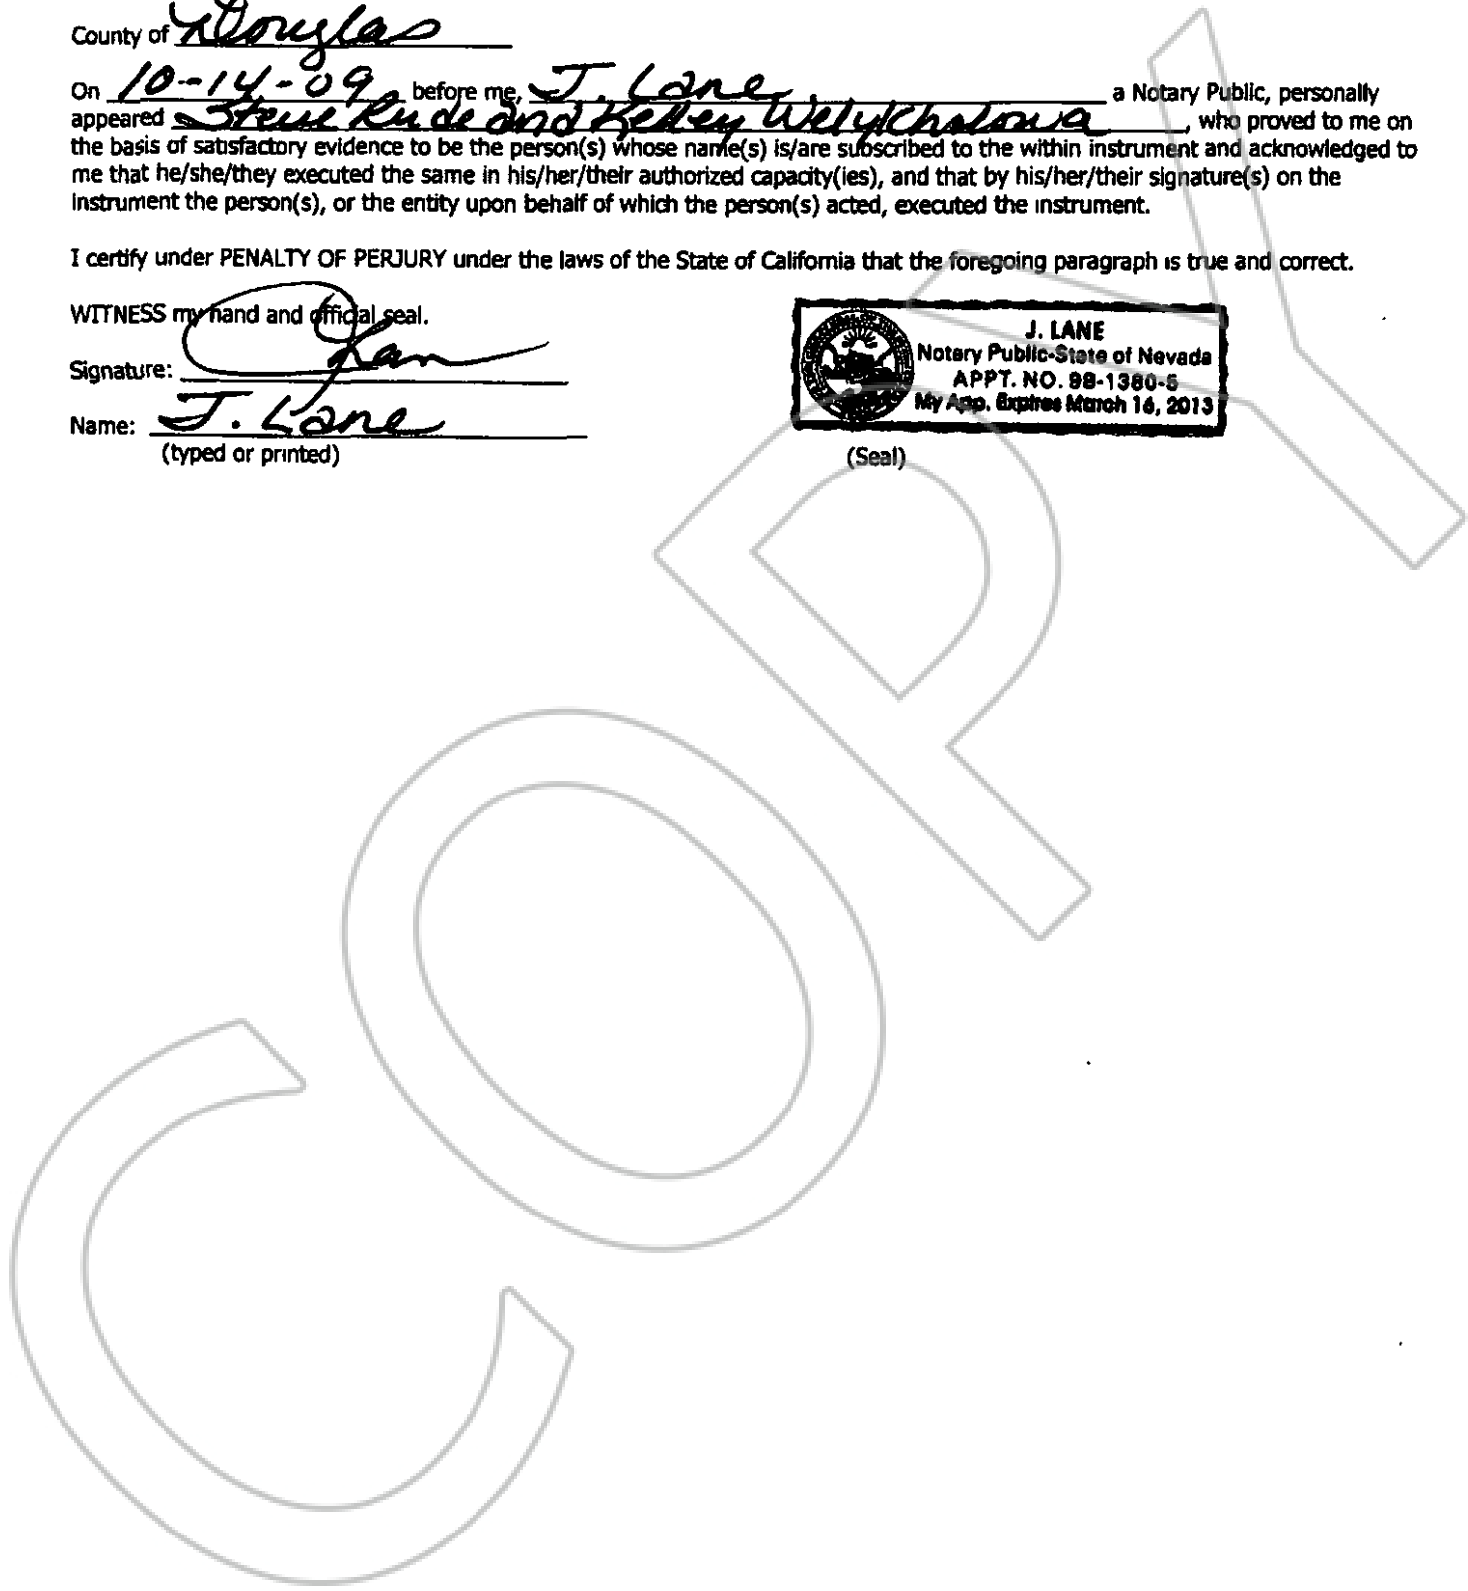 County of Douglas
On 10-14-09 before me, J. Lane, a Notary Public, personally
appeared Steve Rude and Kelley Welylcholowa, who proved to me on
the basis of satisfactory evidence to be the person(s) whose name(s) is/are subscribed to the within instrument and acknowledged to
me that he/she/they executed the same in his/her/their authorized capacity(ies), and that by his/her/their signature(s) on the
instrument the person(s), or the entity upon behalf of which the person(s) acted, executed the instrument.
I certify under PENALTY OF PERJURY under the laws of the State of California that the foregoing paragraph is true and correct.
WITNESS my hand and official seal.
Signature: J Lane
Name: J. Lane
(typed or printed)
J. LANE
Notary Public-State of Nevada
APPT. NO. 98-1380-5
My App. Expires March 16, 2013
(Seal)
COPY